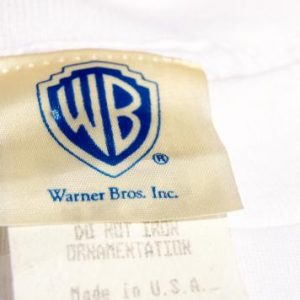 WB
®
Warner Bros. Inc.
DO NOT IRON
ORNAMENTATION
Made in U.S.A.